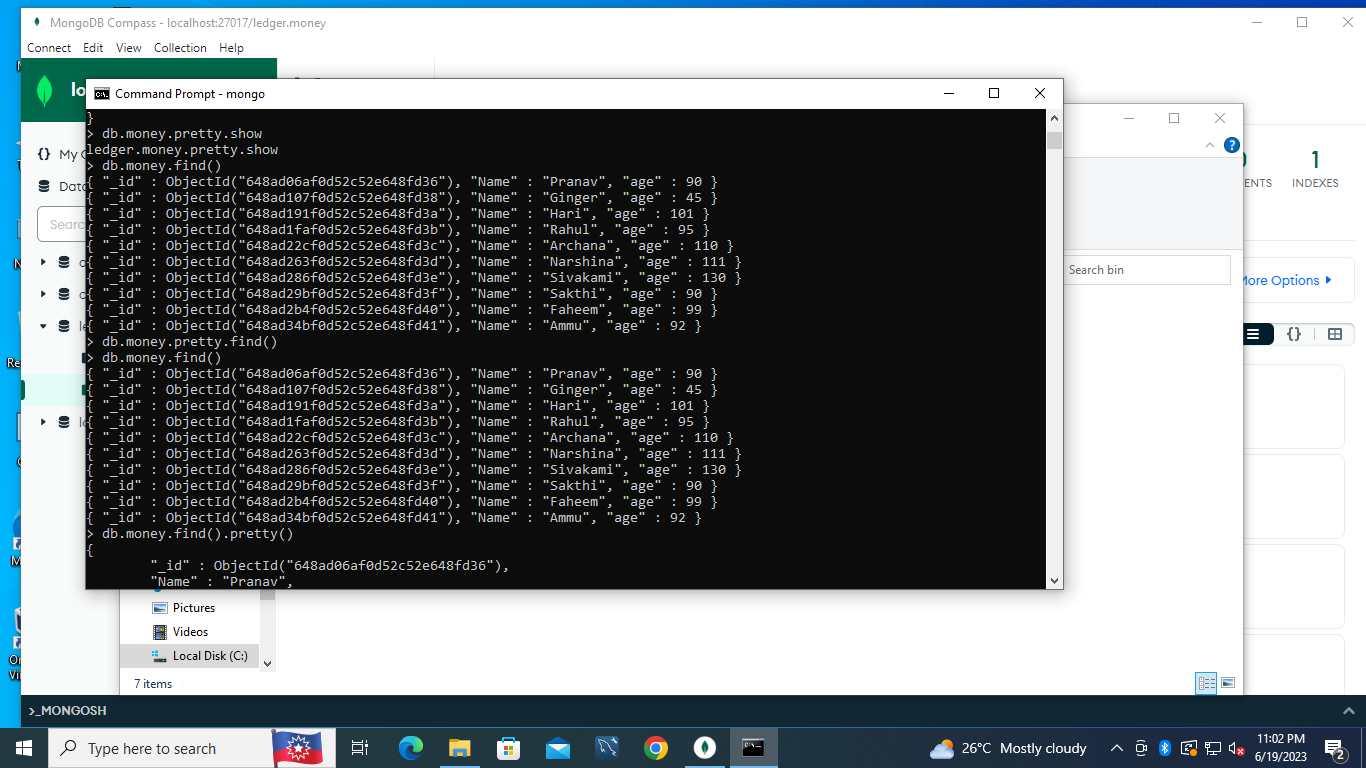 MongoDB Compass - localhost:27017/ledger.money
Connect Edit View Collection Help
lo
Command Prompt - mongo
}
> db.money.pretty.show
ledger.money.pretty.show
> db.money.find()
{ "_id" : ObjectId("648ad06af0d52c52e648fd36"), "Name" : "Pranav", "age" : 90 }
{ "_id" : ObjectId("648ad107f0d52c52e648fd38"), "Name" : "Ginger", "age" : 45 }
{ "_id" : ObjectId("648ad191f0d52c52e648fd3a"), "Name" : "Hari", "age" : 101 }
{ "_id" : ObjectId("648ad1faf0d52c52e648fd3b"), "Name" : "Rahul", "age" : 95 }
{ "_id" : ObjectId("648ad22cf0d52c52e648fd3c"), "Name" : "Archana", "age" : 110 }
{ "_id" : ObjectId("648ad263f0d52c52e648fd3d"), "Name" : "Narshina", "age" : 111 }
{ "_id" : ObjectId("648ad286f0d52c52e648fd3e"), "Name" : "Sivakami", "age" : 130 }
{ "_id" : ObjectId("648ad29bf0d52c52e648fd3f"), "Name" : "Sakthi", "age" : 90 }
{ "_id" : ObjectId("648ad2b4f0d52c52e648fd40"), "Name" : "Faheem", "age" : 99 }
{ "_id" : ObjectId("648ad34bf0d52c52e648fd41"), "Name" : "Ammu", "age" : 92 }
> db.money.pretty.find()
> db.money.find()
{ "_id" : ObjectId("648ad06af0d52c52e648fd36"), "Name" : "Pranav", "age" : 90 }
{ "_id" : ObjectId("648ad107f0d52c52e648fd38"), "Name" : "Ginger", "age" : 45 }
{ "_id" : ObjectId("648ad191f0d52c52e648fd3a"), "Name" : "Hari", "age" : 101 }
{ "_id" : ObjectId("648ad1faf0d52c52e648fd3b"), "Name" : "Rahul", "age" : 95 }
{ "_id" : ObjectId("648ad22cf0d52c52e648fd3c"), "Name" : "Archana", "age" : 110 }
{ "_id" : ObjectId("648ad263f0d52c52e648fd3d"), "Name" : "Narshina", "age" : 111 }
{ "_id" : ObjectId("648ad286f0d52c52e648fd3e"), "Name" : "Sivakami", "age" : 130 }
{ "_id" : ObjectId("648ad29bf0d52c52e648fd3f"), "Name" : "Sakthi", "age" : 90 }
{ "_id" : ObjectId("648ad2b4f0d52c52e648fd40"), "Name" : "Faheem", "age" : 99 }
{ "_id" : ObjectId("648ad34bf0d52c52e648fd41"), "Name" : "Ammu", "age" : 92 }
> db.money.find().pretty()
{
"_id" : ObjectId("648ad06af0d52c52e648fd36"),
"Name" : "Pranav",
{} My
Data
Sear
?
1
ENTS INDEXES
Search bin
More Options
{}
Re
Pictures
Videos
Local Disk (C:)
7 items
>_MONGOSH
Type here to search
26°C Mostly cloudy
11:02 PM
6/19/2023
2